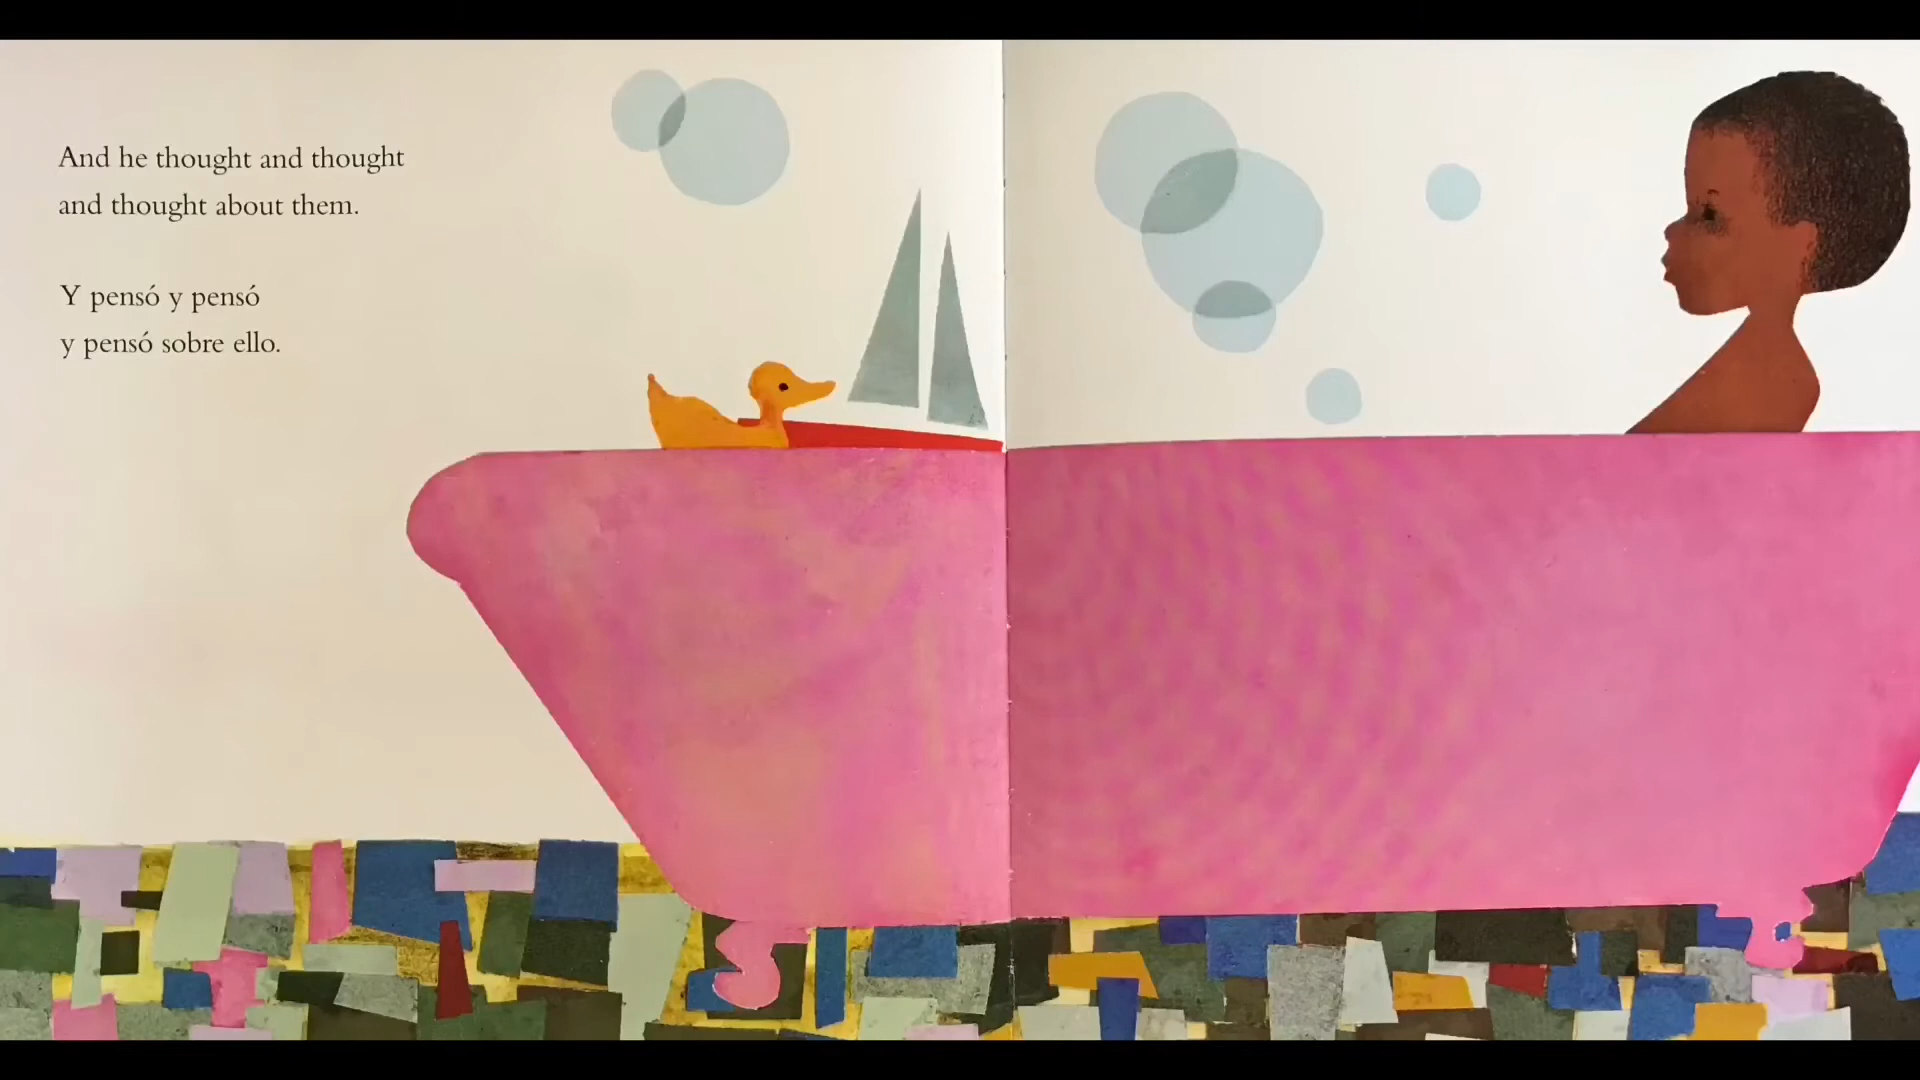 And he thought and thought
and thought about them.
Y pensó y pensó
y pensó sobre ello.